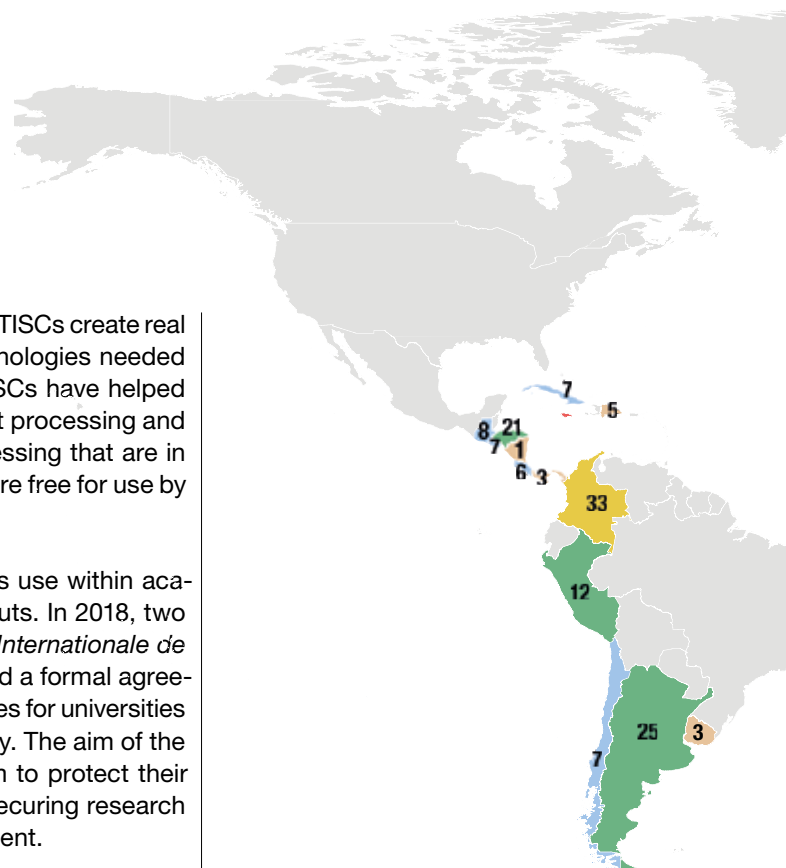 TISCs create real
nologies needed
SCs have helped
t processing and
essing that are in
re free for use by
s use within aca-
uts. In 2018, two
Internationale de
d a formal agree-
es for universities
y. The aim of the
n to protect their
ecuring research
ent.
7
5
8
21
7
1
6
3
33
12
25
3
7